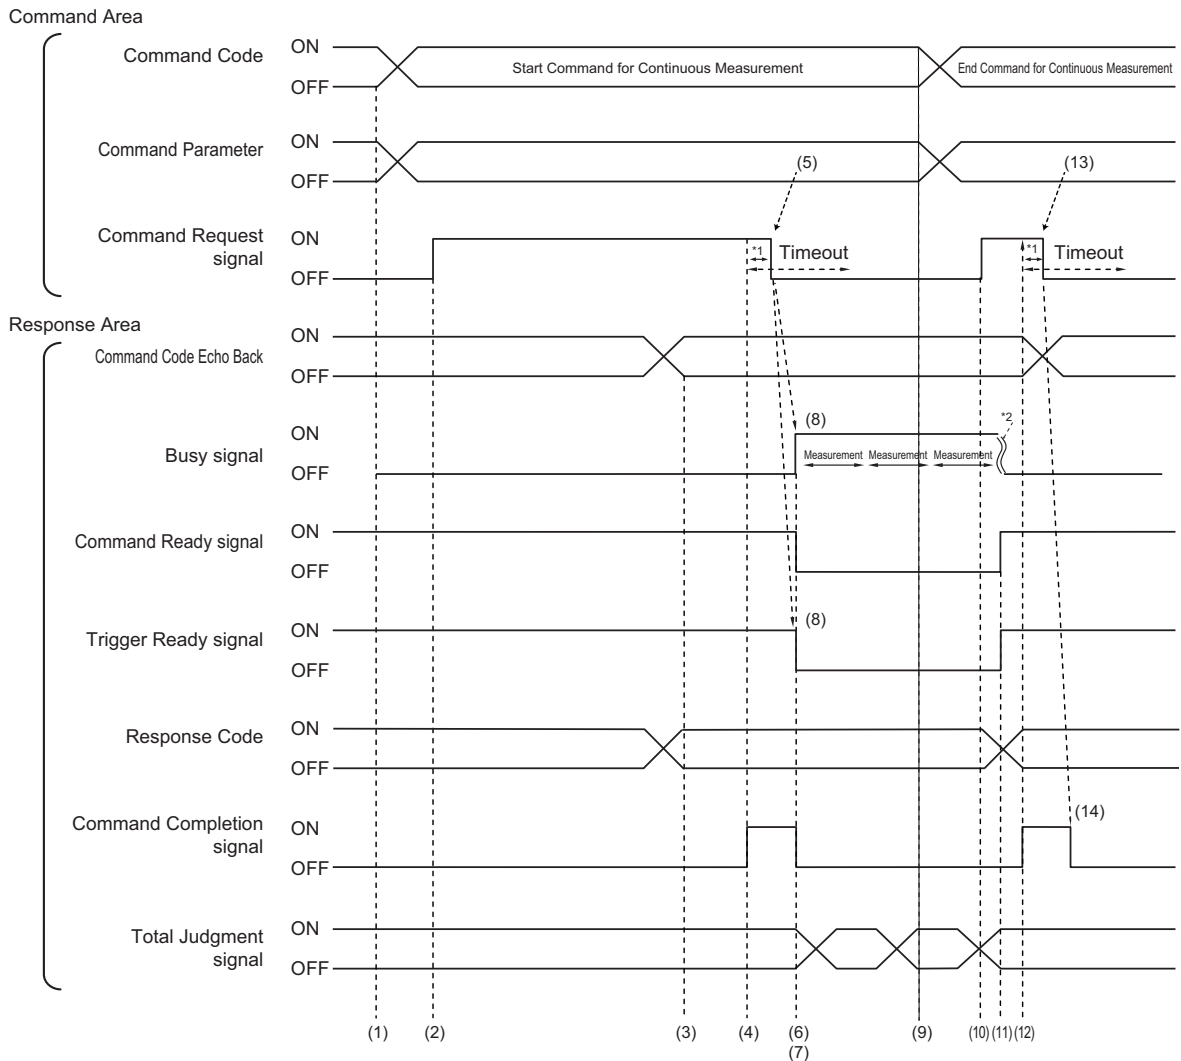 Command Area
Command Code
ON
OFF
Start Command for Continuous Measurement
End Command for Continuous Measurement
Command Parameter
ON
OFF
(5)
(13)
Command Request
signal
ON
OFF
*1
Timeout
*1
Timeout
Response Area
Command Code Echo Back
ON
OFF
Busy signal
ON
OFF
(8)
*2
Measurement
Measurement
Measurement
Command Ready signal
ON
OFF
Trigger Ready signal
ON
OFF
(8)
Response Code
ON
OFF
Command Completion
signal
ON
OFF
(14)
Total Judgment
signal
ON
OFF
(1)
(2)
(3)
(4)
(6)
(7)
(9)
(10)
(11)
(12)